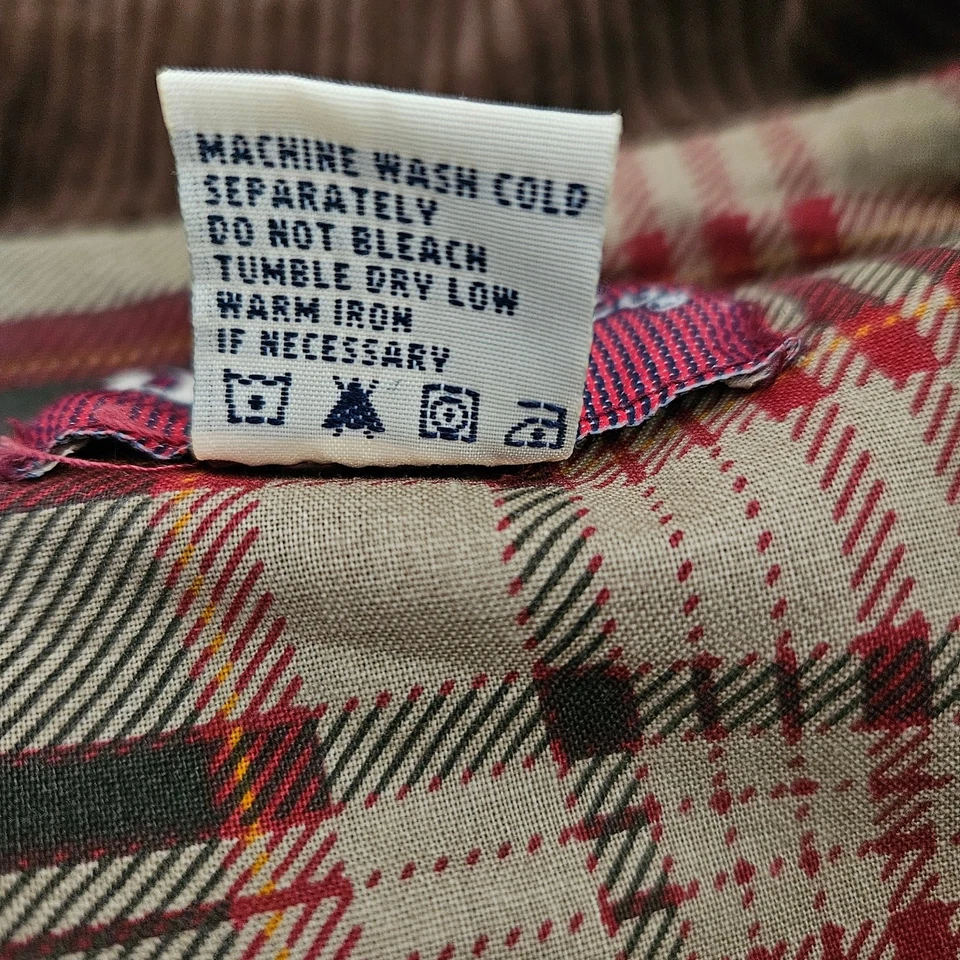 MACHINE WASH COLD
SEPARATELY
DO NOT BLEACH
TUMBLE DRY LOW
WARM IRON
IF NECESSARY